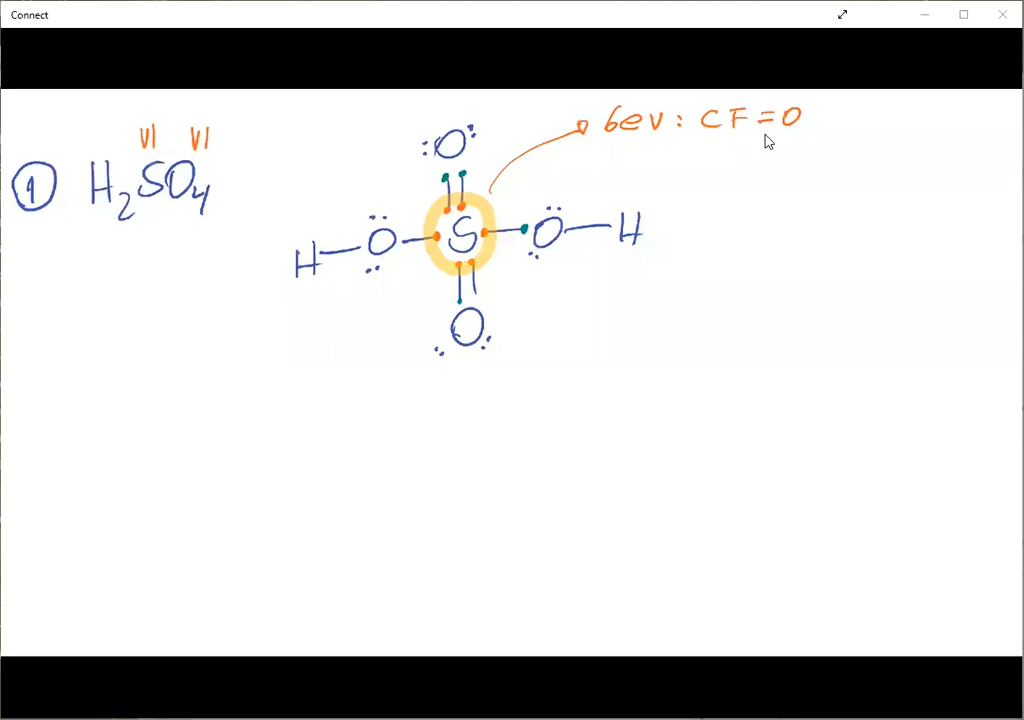 Connect
6ev : CF = 0
VI VI
① H₂SO₄
:O:
H—O—S—O—H
O